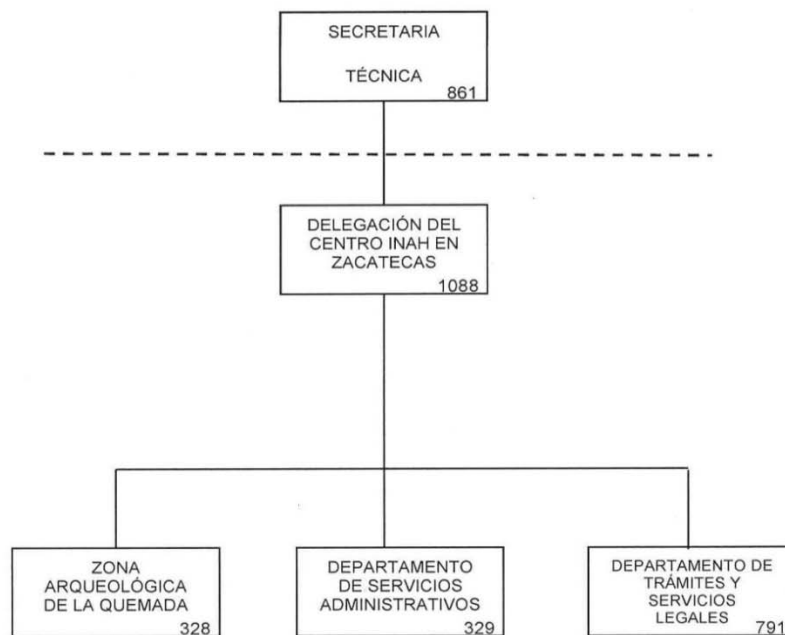 SECRETARIA
TÉCNICA
861
DELEGACIÓN DEL
CENTRO INAH EN
ZACATECAS
1088
ZONA
ARQUEOLÓGICA
DE LA QUEMADA
328
DEPARTAMENTO
DE SERVICIOS
ADMINISTRATIVOS
329
DEPARTAMENTO DE
TRÁMITES Y
SERVICIOS
LEGALES
791